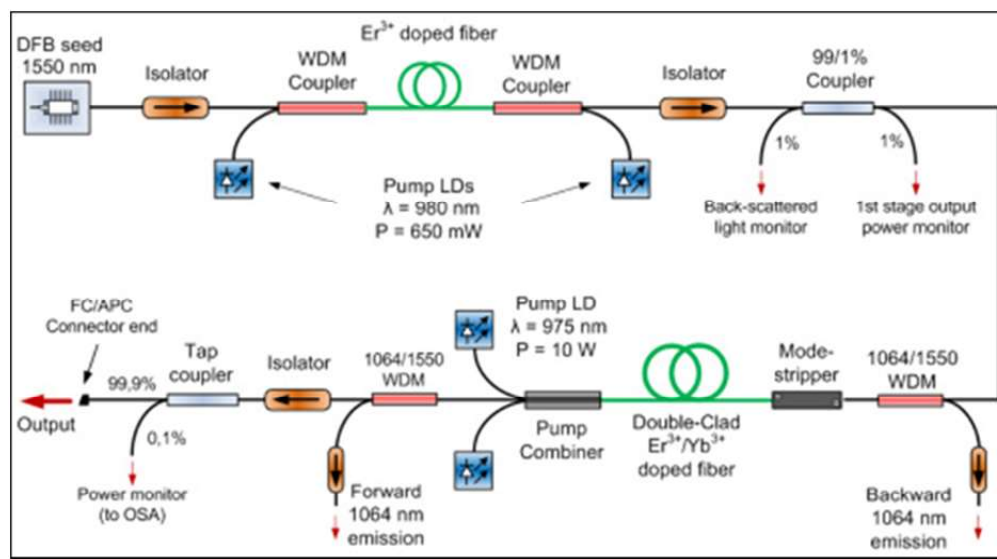 DFB seed
1550 nm
Isolator
WDM
Coupler
Er³⁺ doped fiber
WDM
Coupler
Isolator
99/1%
Coupler
1%
1%
Pump LDs
λ = 980 nm
P = 650 mW
Back-scattered
light monitor
1st stage output
power monitor
FC/APC
Connector end
99,9%
Tap
coupler
Isolator
1064/1550
WDM
Pump LD
λ = 975 nm
P = 10 W
Mode-
stripper
1064/1550
WDM
Output
0,1%
Pump
Combiner
Double-Clad
Er³⁺/Yb³⁺
doped fiber
Power monitor
(to OSA)
Forward
1064 nm
emission
Backward
1064 nm
emission